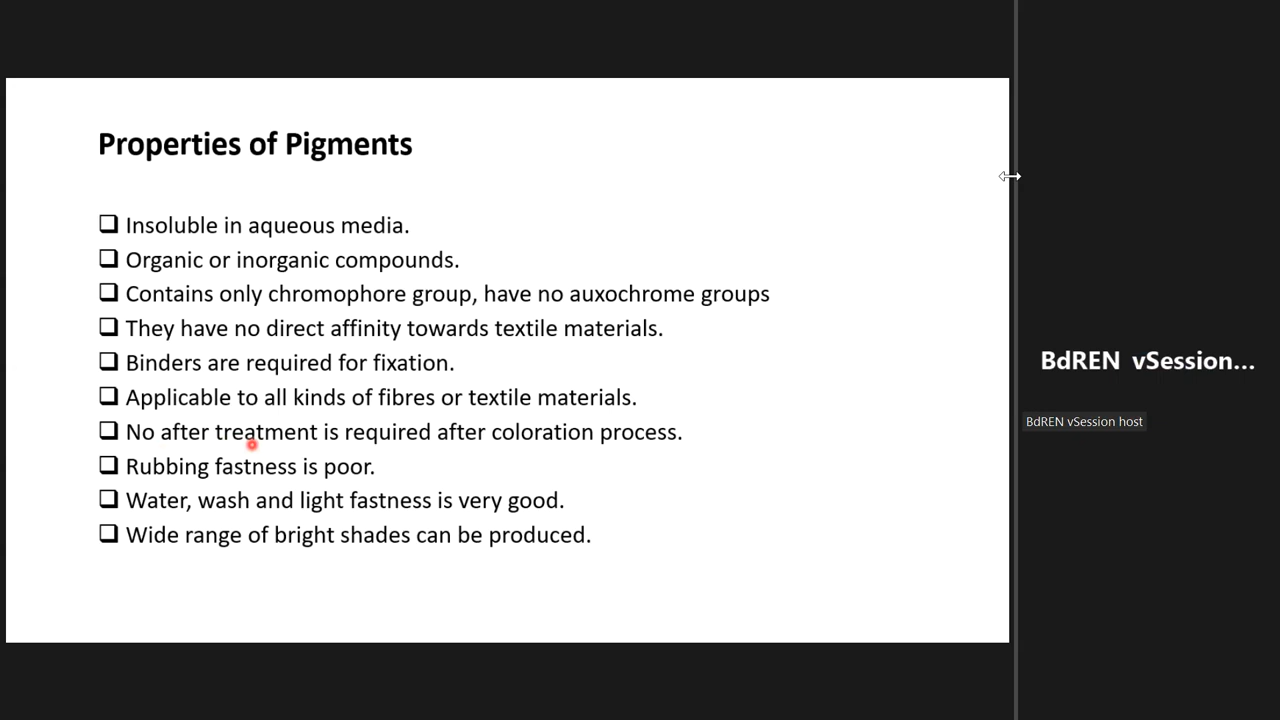 Properties of Pigments
Insoluble in aqueous media.
Organic or inorganic compounds.
Contains only chromophore group, have no auxochrome groups
They have no direct affinity towards textile materials.
Binders are required for fixation.
Applicable to all kinds of fibres or textile materials.
No after treatment is required after coloration process.
Rubbing fastness is poor.
Water, wash and light fastness is very good.
Wide range of bright shades can be produced.
BdREN vSession...
BdREN vSession host